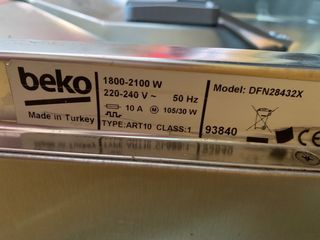 beko
Made in Turkey
1800-2100 W
220-240 V ~ 50 Hz
10 A M 105/30 W
TYPE:ART10 CLASS:1
Model: DFN28432X
93840
CE